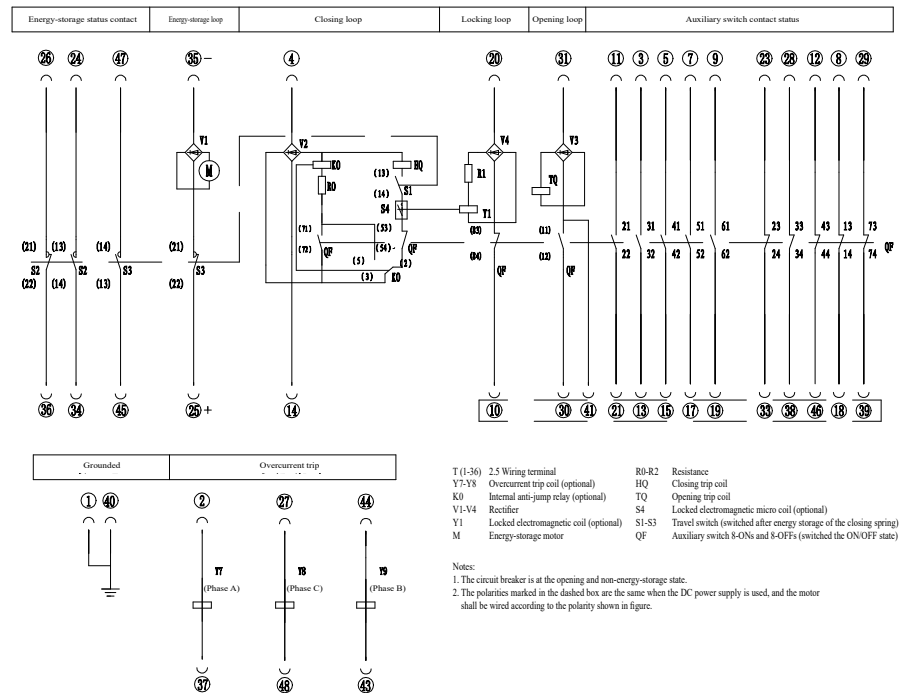 Energy-storage status contact Energy-storage loop Closing loop Locking loop Opening loop Auxiliary switch contact status
26 24 47 35 − 4 20 31 11 3 5 7 9 23 28 12 8 29
V1 V2 V4 V3
M K0 HQ R1 TQ
(13) S1
R0 (14)
S4 Y1
(71) (53) (83) (11) 21 31 41 51 61 23 33 43 13 73
(21) (13) (14) (21)
S2 S2 S3 S3 (72) QF (54) QF (84) (12) 22 32 42 52 62 24 34 44 14 74 QF
(22) (14) (13) (22) (5) (2) QF QF
(3) K0
36 34 45 25 + 14 10 30 41 21 13 15 17 19 33 38 46 18 39
Grounded Overcurrent trip
1 40 2 27 44
Y7 Y8 Y9
(Phase A) (Phase C) (Phase B)
37 48 43
T (1-36) 2.5 Wiring terminal R0-R2 Resistance
Y7-Y8 Overcurrent trip coil (optional) HQ Closing trip coil
K0 Internal anti-jump relay (optional) TQ Opening trip coil
V1-V4 Rectifier S4 Locked electromagnetic micro coil (optional)
Y1 Locked electromagnetic coil (optional) S1-S3 Travel switch (switched after energy storage of the closing spring)
M Energy-storage motor QF Auxiliary switch 8-ONs and 8-OFFs (switched the ON/OFF state)
Notes:
1. The circuit breaker is at the opening and non-energy-storage state.
2. The polarities marked in the dashed box are the same when the DC power supply is used, and the motor
shall be wired according to the polarity shown in figure.